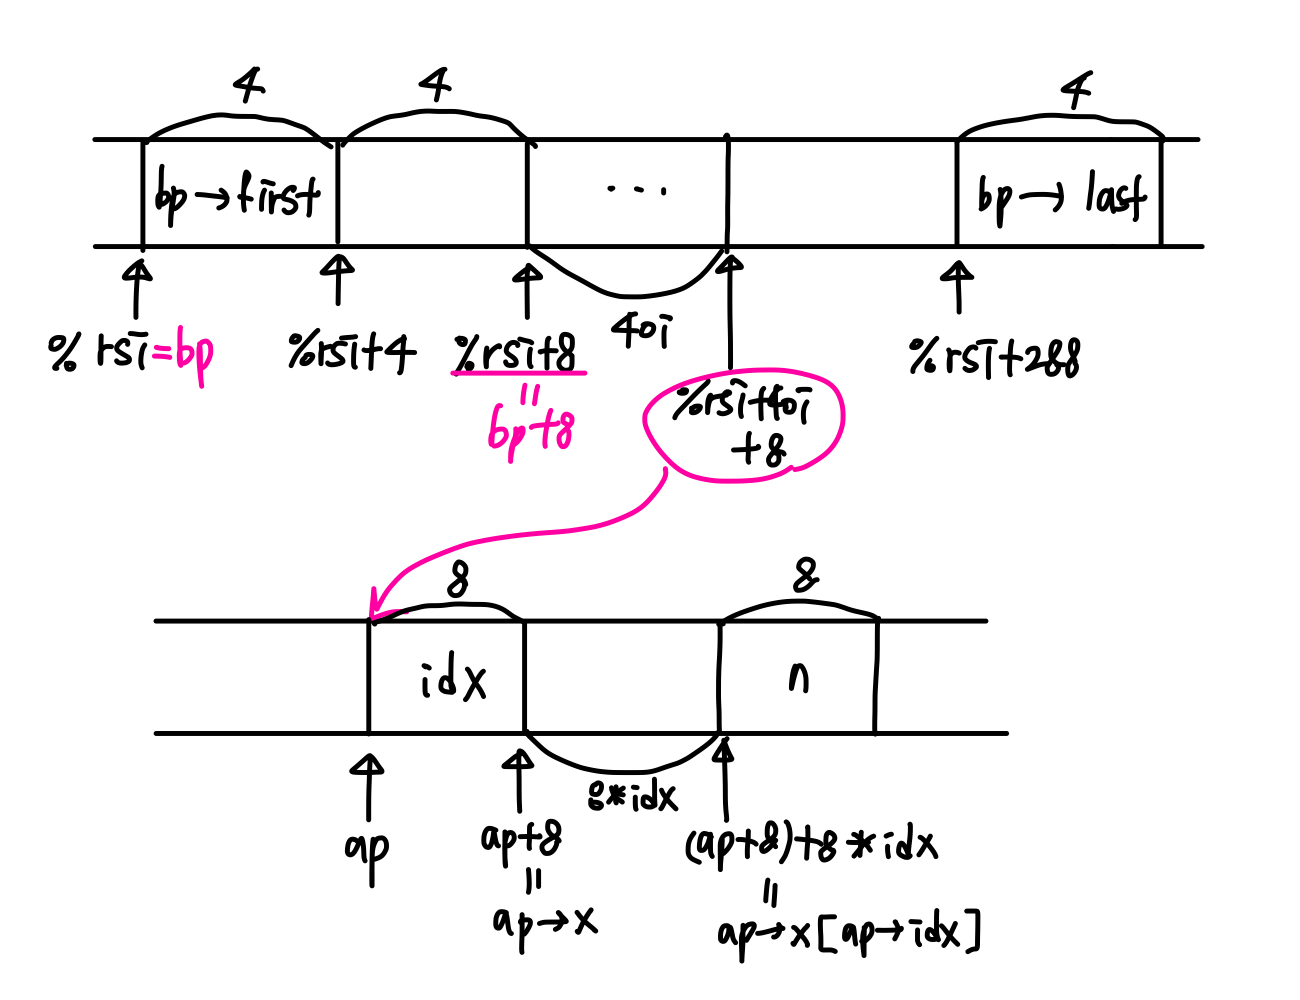 4 4 4
bp→first ... bp→last
40i
%rsi=bp %rsi+4 %rsi+8 %rsi+288
= bp+8
%rsi+40i
+8
8 8
idx n
8*idx
ap ap+8 (ap+8)+8*idx
= =
ap→x ap→x[ap→idx]